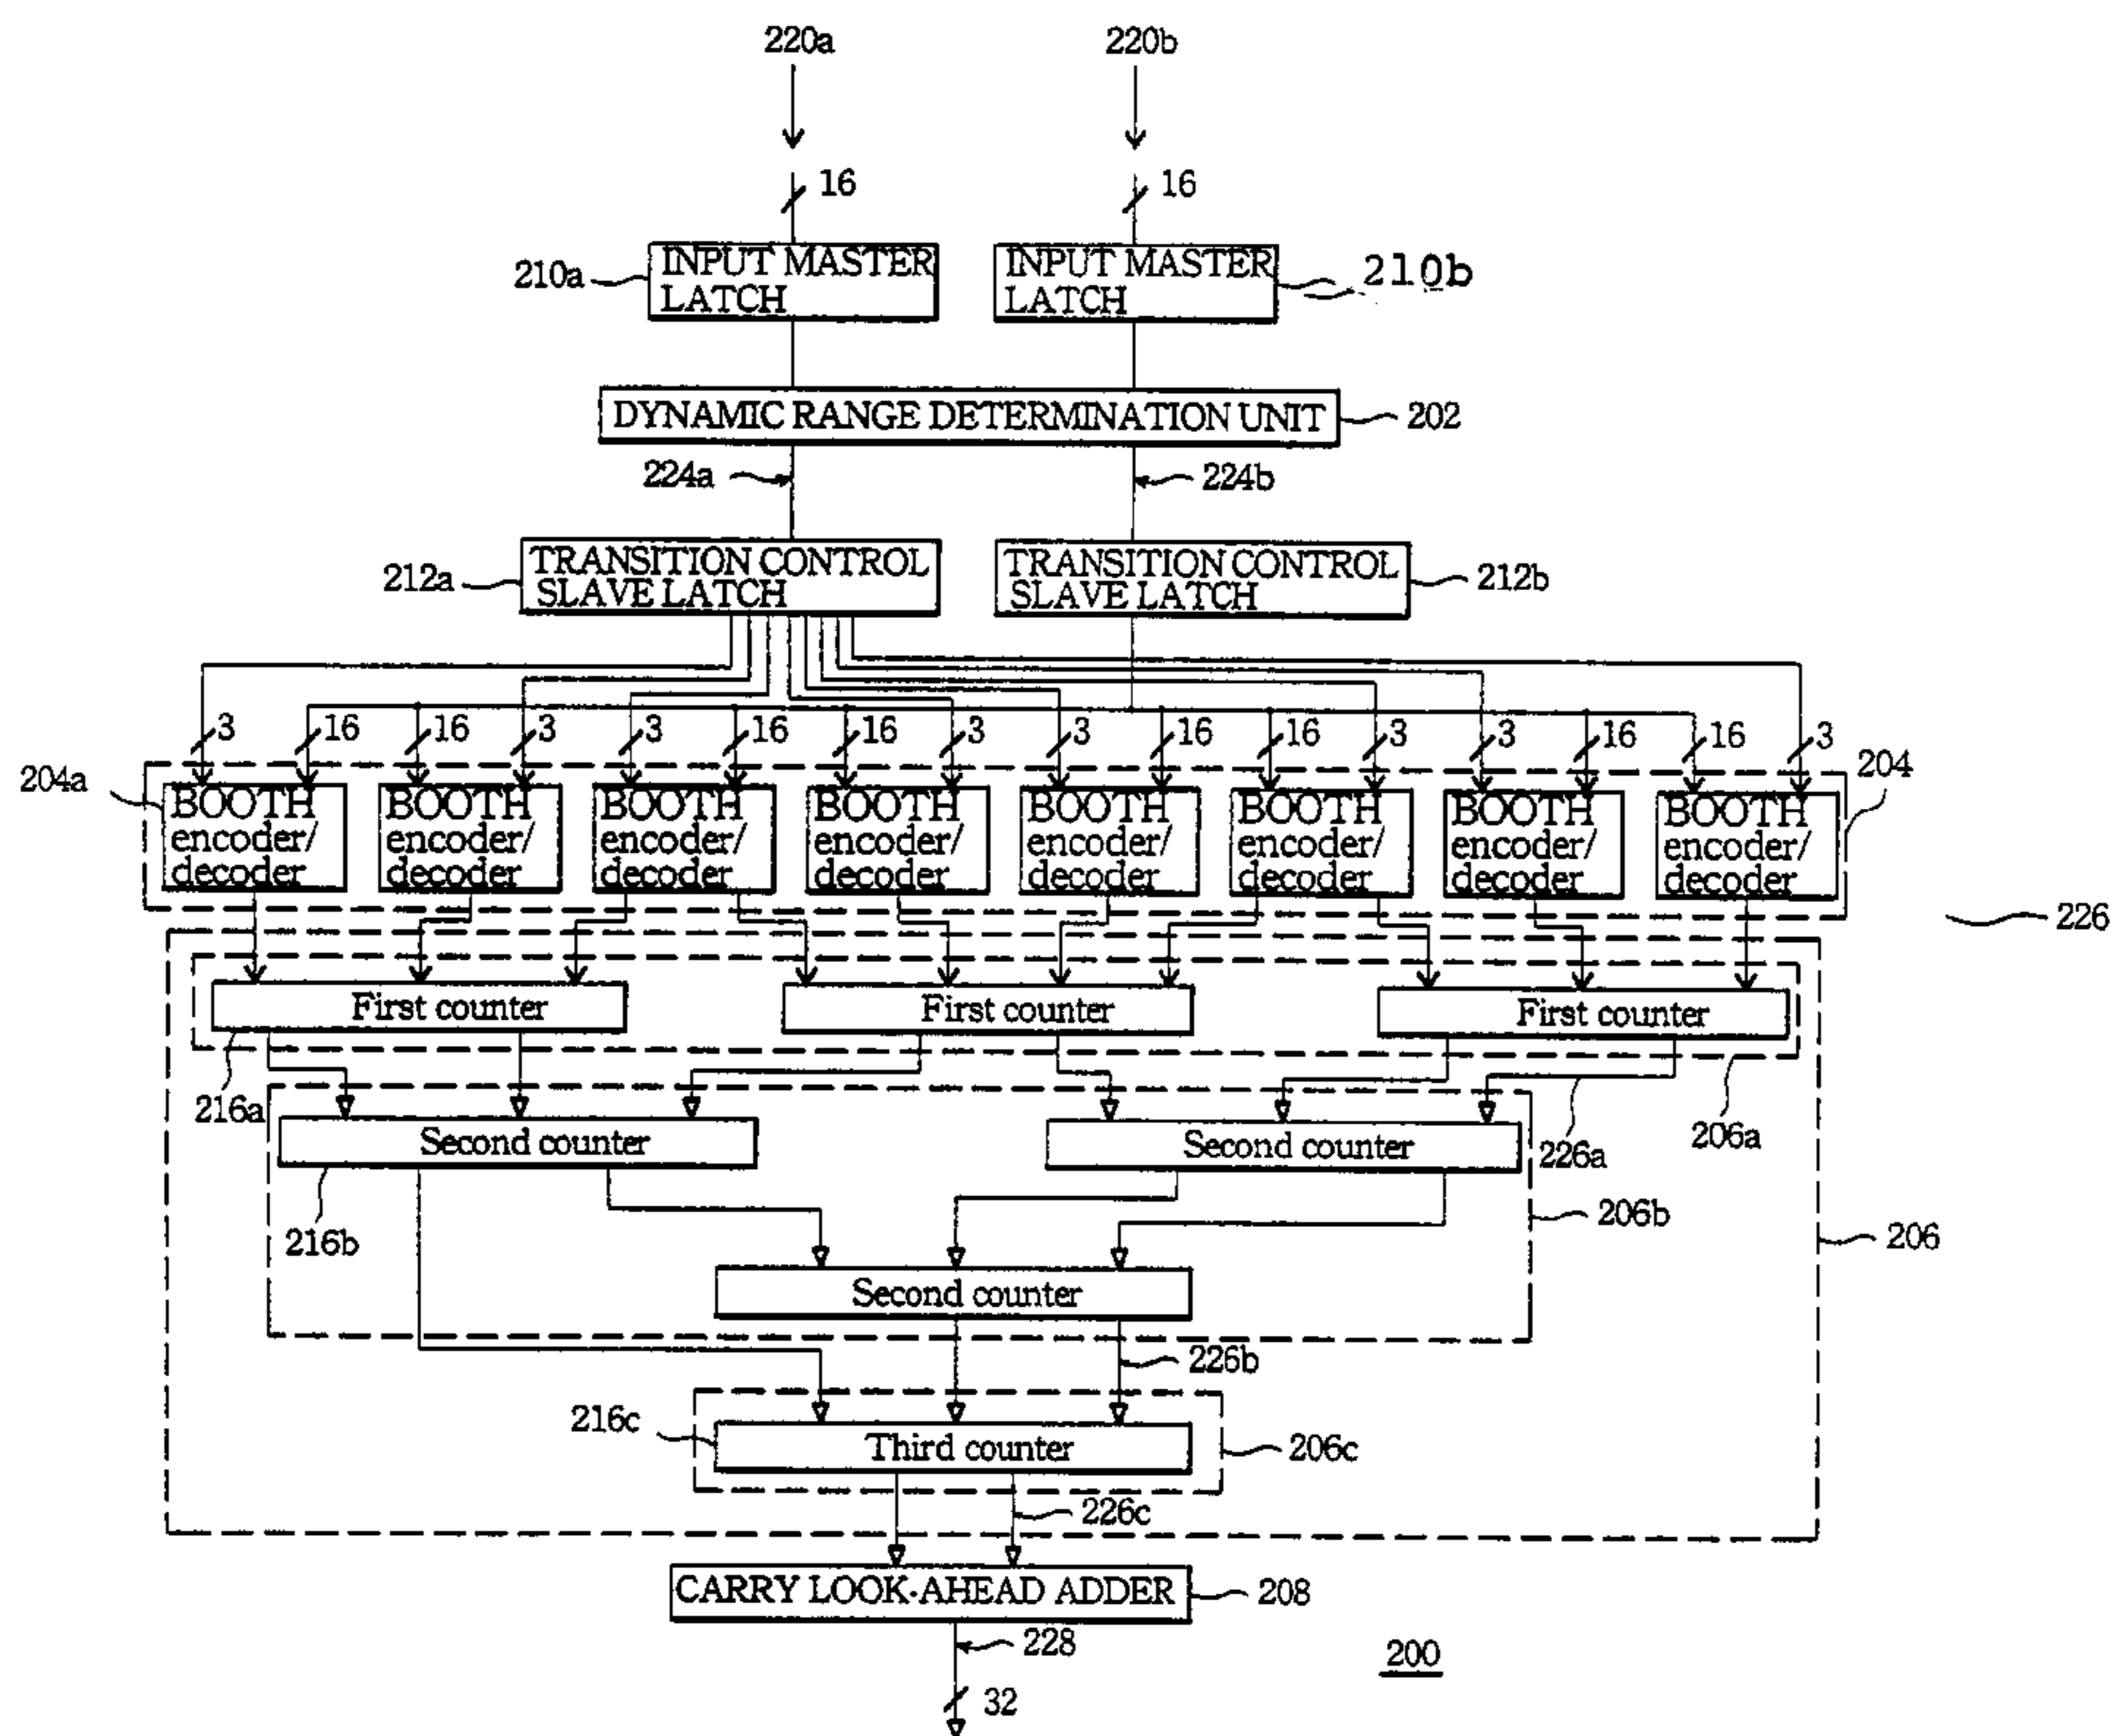 220a 220b
16 16
210a INPUT MASTER INPUT MASTER 210b
LATCH LATCH
DYNAMIC RANGE DETERMINATION UNIT 202
224a 224b
212a TRANSITION CONTROL TRANSITION CONTROL 212b
SLAVE LATCH SLAVE LATCH
3 16 16 3 3 16 16 3 3 16 16 3 3 16 16 3
204a 204
BOOTH BOOTH BOOTH BOOTH BOOTH BOOTH BOOTH BOOTH
encoder/ encoder/ encoder/ encoder/ encoder/ encoder/ encoder/ encoder/
decoder decoder decoder decoder decoder decoder decoder decoder
226
First counter First counter First counter
216a 226a 206a
Second counter Second counter
216b 206b 206
Second counter
226b
216c Third counter 206c
226c
CARRY LOOK-AHEAD ADDER 208
228
200
32